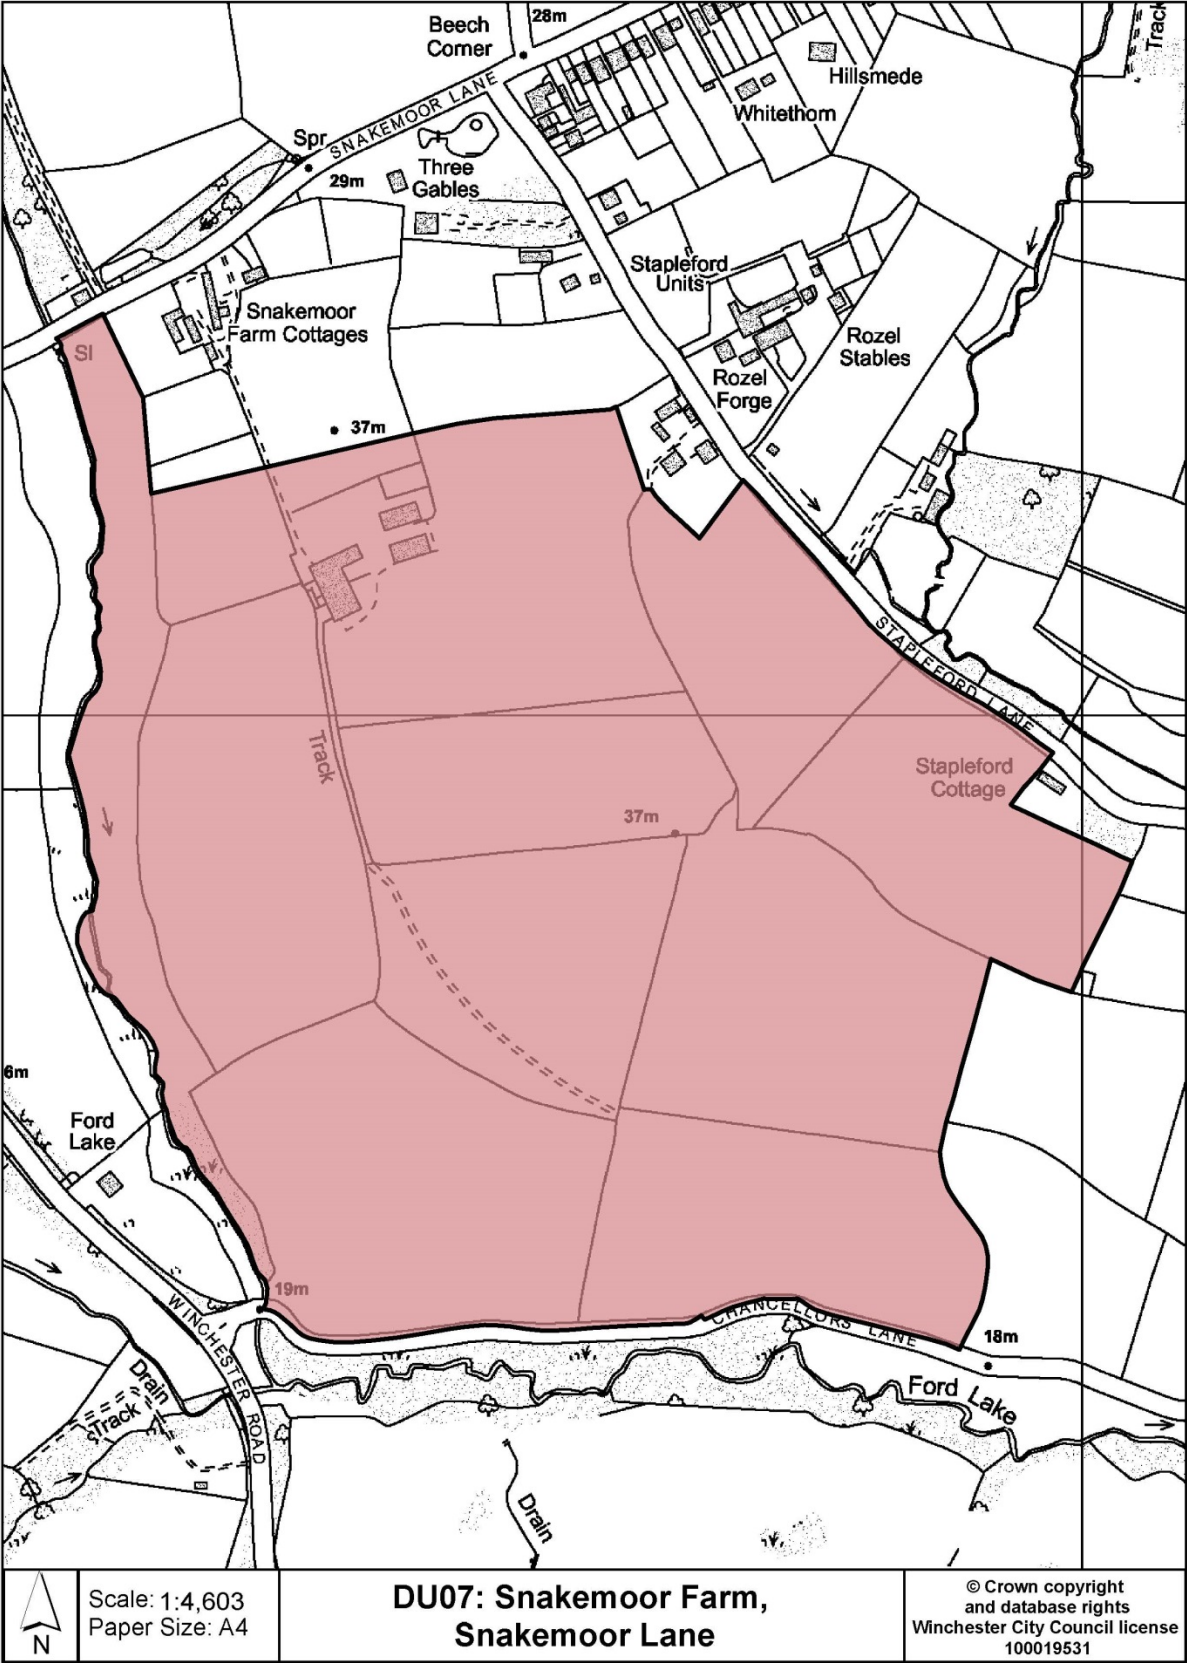 28m
Beech
Corner
Track
Hillsmede
SNAKEMOOR LANE
Whitethorn
Spr
Three
Gables
29m
Stapleford
Units
Snakemoor
Farm Cottages
Rozel
Stables
SI
Rozel
Forge
37m
STAPLEFORD LANE
Track
Stapleford
Cottage
37m
6m
Ford
Lake
19m
WINCHESTER ROAD
CHANCELLORS LANE
18m
Drain
Track
Ford Lake
Drain
N
Scale: 1:4,603
Paper Size: A4
DU07: Snakemoor Farm,
Snakemoor Lane
© Crown copyright
and database rights
Winchester City Council license
100019531